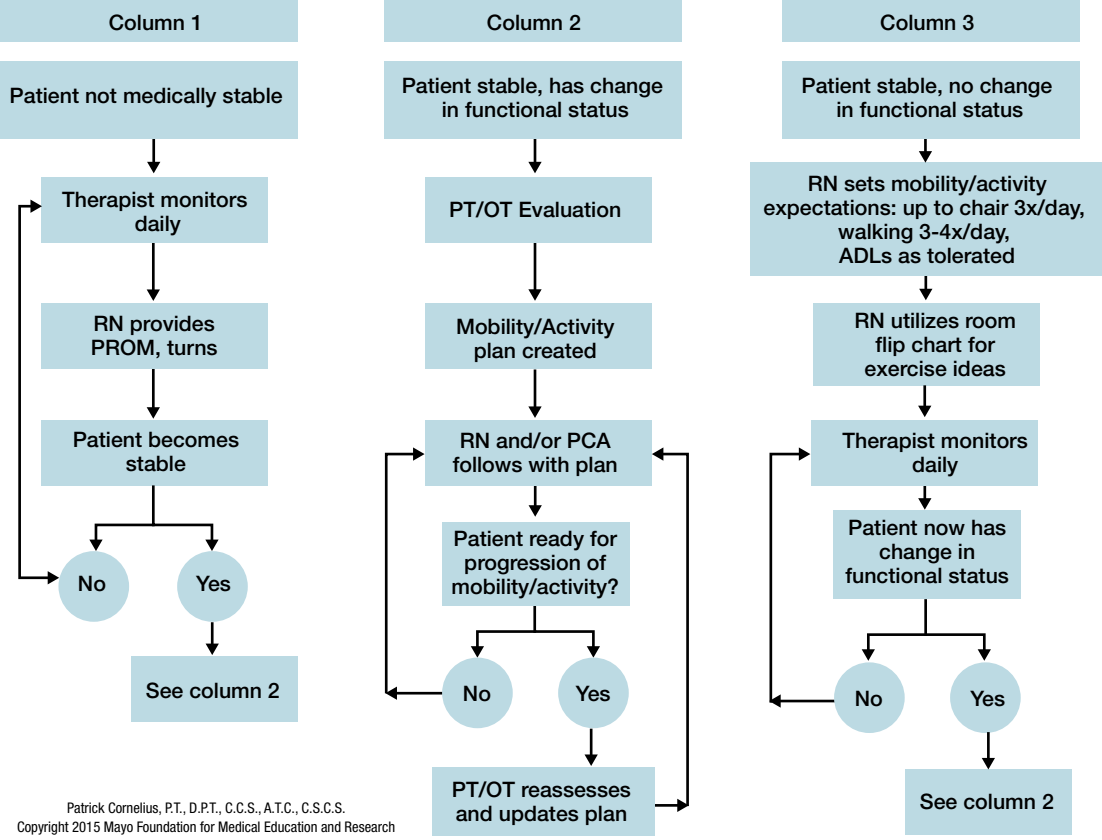 Column 1
Patient not medically stable
Therapist monitors
daily
RN provides
PROM, turns
Patient becomes
stable
No
Yes
See column 2
Column 2
Patient stable, has change
in functional status
PT/OT Evaluation
Mobility/Activity
plan created
RN and/or PCA
follows with plan
Patient ready for
progression of
mobility/activity?
No
Yes
PT/OT reassesses
and updates plan
Column 3
Patient stable, no change
in functional status
RN sets mobility/activity
expectations: up to chair 3x/day,
walking 3-4x/day,
ADLs as tolerated
RN utilizes room
flip chart for
exercise ideas
Therapist monitors
daily
Patient now has
change in
functional status
No
Yes
See column 2
Patrick Cornelius, P.T., D.P.T., C.C.S., A.T.C., C.S.C.S.
Copyright 2015 Mayo Foundation for Medical Education and Research